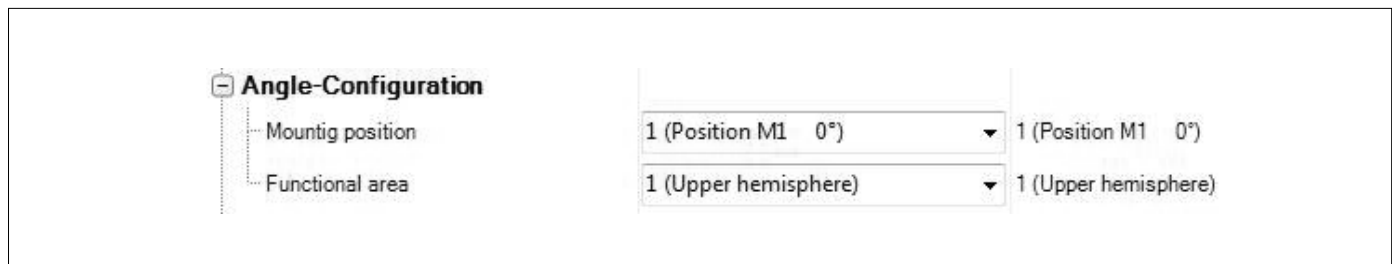 Angle-Configuration
Mountig position 1 (Position M1 0°) 1 (Position M1 0°)
Functional area 1 (Upper hemisphere) 1 (Upper hemisphere)